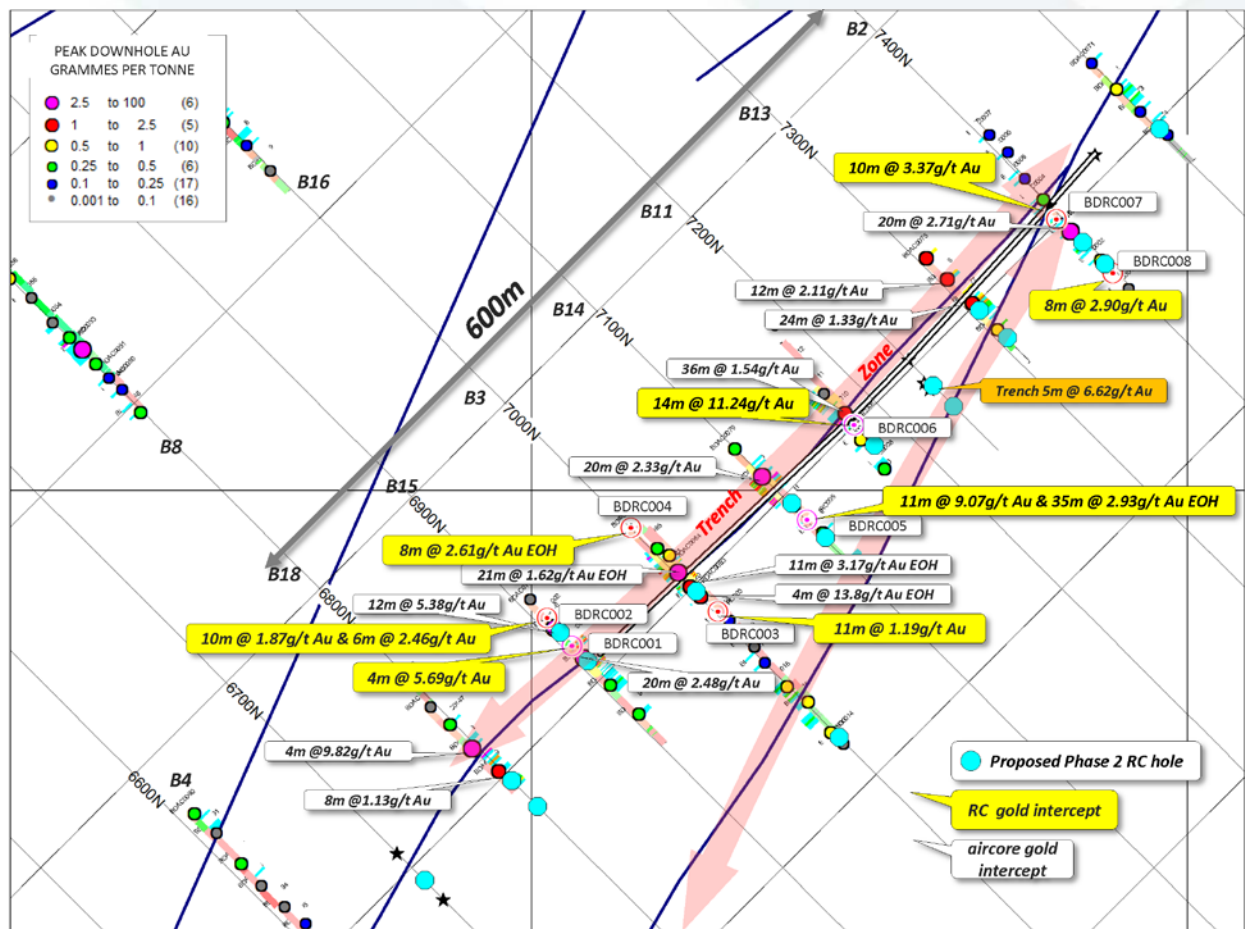 PEAK DOWNHOLE AU
GRAMMES PER TONNE
2.5 to 100 (6)
1 to 2.5 (5)
0.5 to 1 (10)
0.25 to 0.5 (6)
0.1 to 0.25 (17)
0.001 to 0.1 (16)
B2
7400N
B13
7300N
B16
10m @ 3.37g/t Au
BDRC007
20m @ 2.71g/t Au
B11
7200N
BDRC008
8m @ 2.90g/t Au
12m @ 2.11g/t Au
24m @ 1.33g/t Au
600m
B14
7100N
Zone
36m @ 1.54g/t Au
Trench 5m @ 6.62g/t Au
B3
14m @ 11.24g/t Au
7000N
BDRC006
B8
20m @ 2.33g/t Au
B15
6900N
Trench
11m @ 9.07g/t Au & 35m @ 2.93g/t Au EOH
BDRC004
BDRC005
8m @ 2.61g/t Au EOH
B18
21m @ 1.62g/t Au EOH
11m @ 3.17g/t Au EOH
6800N
12m @ 5.38g/t Au
4m @ 13.8g/t Au EOH
BDRC002
10m @ 1.87g/t Au & 6m @ 2.46g/t Au
BDRC003
11m @ 1.19g/t Au
BDRC001
4m @ 5.69g/t Au
20m @ 2.48g/t Au
6700N
4m @9.82g/t Au
Proposed Phase 2 RC hole
B4
6600N
8m @1.13g/t Au
RC gold intercept
aircore gold
intercept